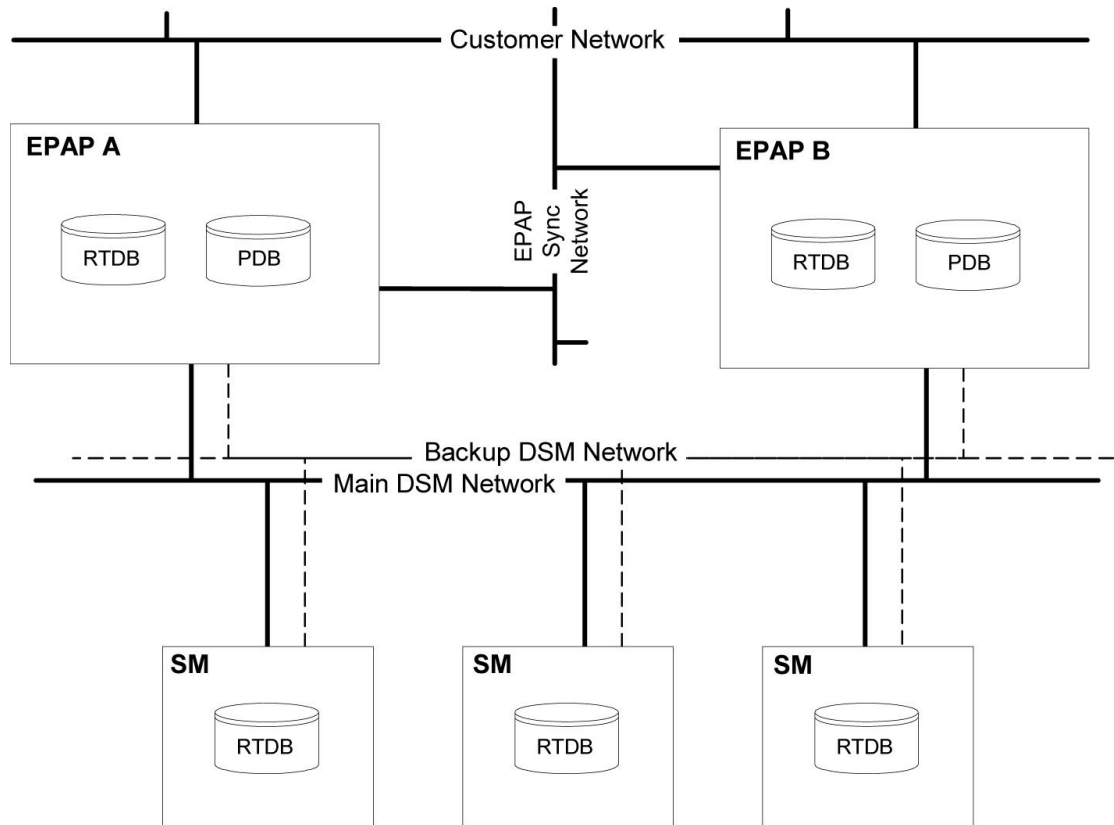 Customer Network
EPAP A
EPAP B
RTDB
PDB
EPAP
Sync
Network
RTDB
PDB
Backup DSM Network
Main DSM Network
SM
SM
SM
RTDB
RTDB
RTDB